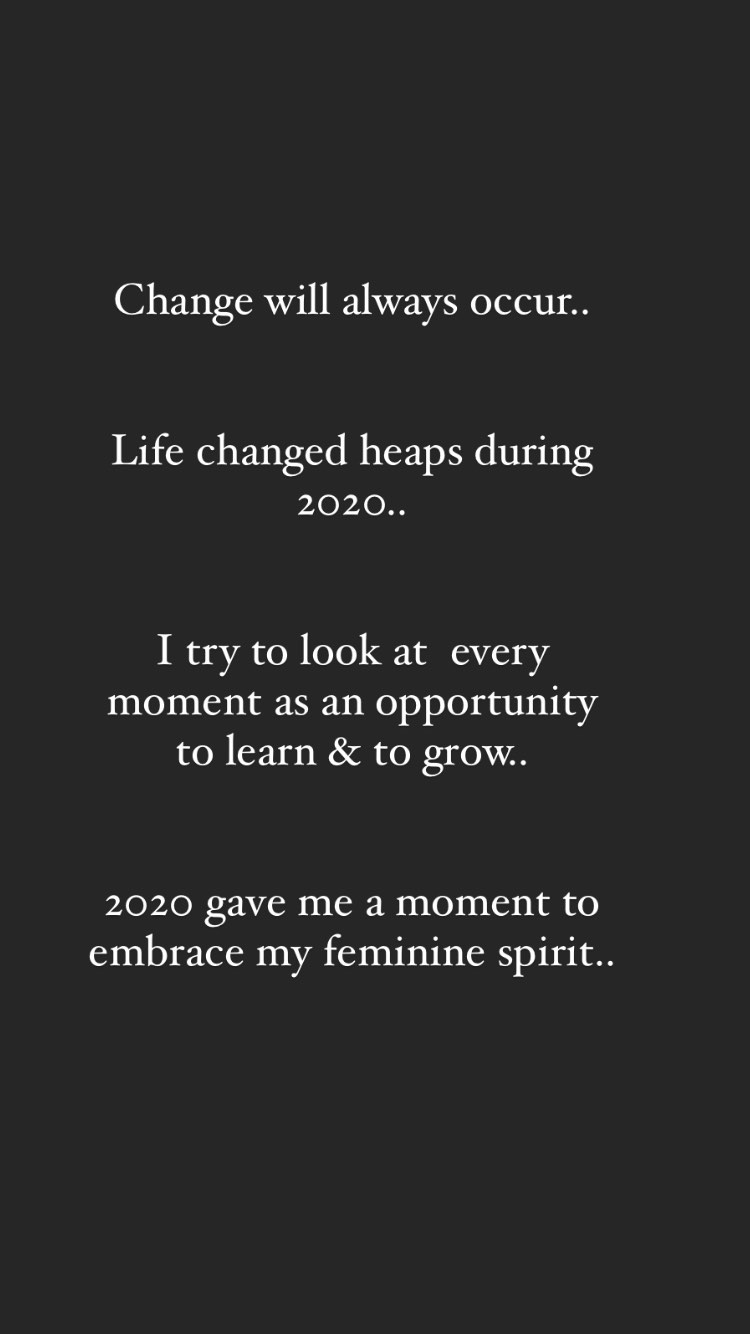 Change will always occur..
Life changed heaps during
2020..
I try to look at  every
moment as an opportunity
to learn & to grow..
2020 gave me a moment to
embrace my feminine spirit..